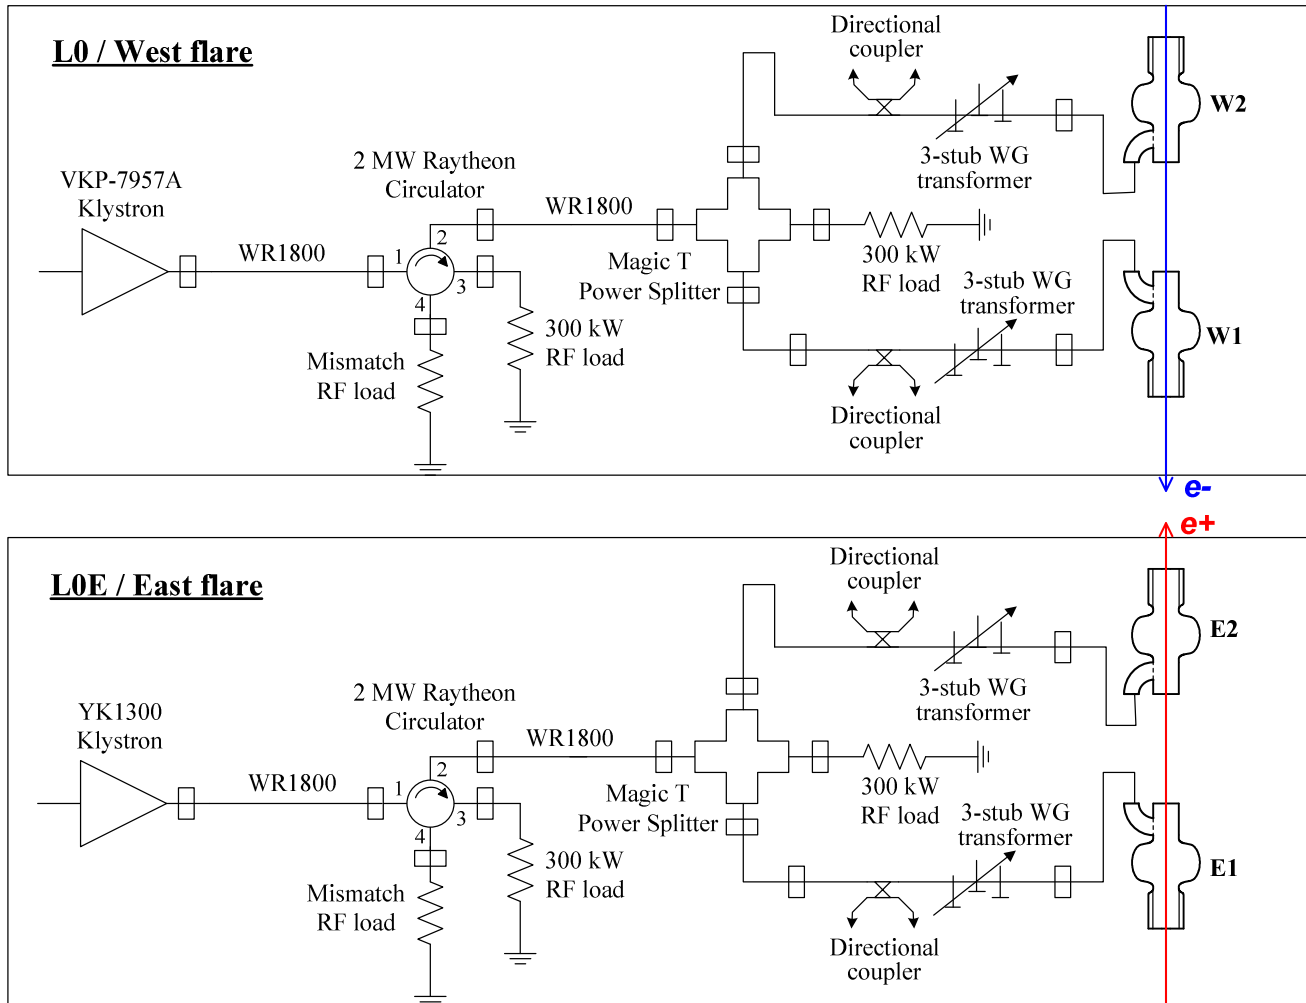 L0 / West flare
Directional
coupler
W2
3-stub WG
transformer
2 MW Raytheon
Circulator
VKP-7957A
Klystron
WR1800
WR1800
1
2
3
4
Magic T
Power Splitter
300 kW
RF load
3-stub WG
transformer
300 kW
RF load
Mismatch
RF load
W1
Directional
coupler
e-
e+
L0E / East flare
Directional
coupler
E2
3-stub WG
transformer
2 MW Raytheon
Circulator
YK1300
Klystron
WR1800
WR1800
1
2
3
4
Magic T
Power Splitter
300 kW
RF load
3-stub WG
transformer
300 kW
RF load
Mismatch
RF load
E1
Directional
coupler